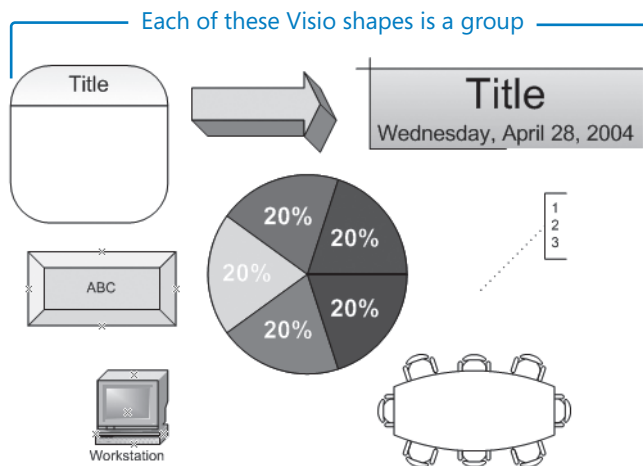 Each of these Visio shapes is a group
Title
Title
Wednesday, April 28, 2004
20%
20%
20%
20%
20%
1
2
3
ABC
Workstation